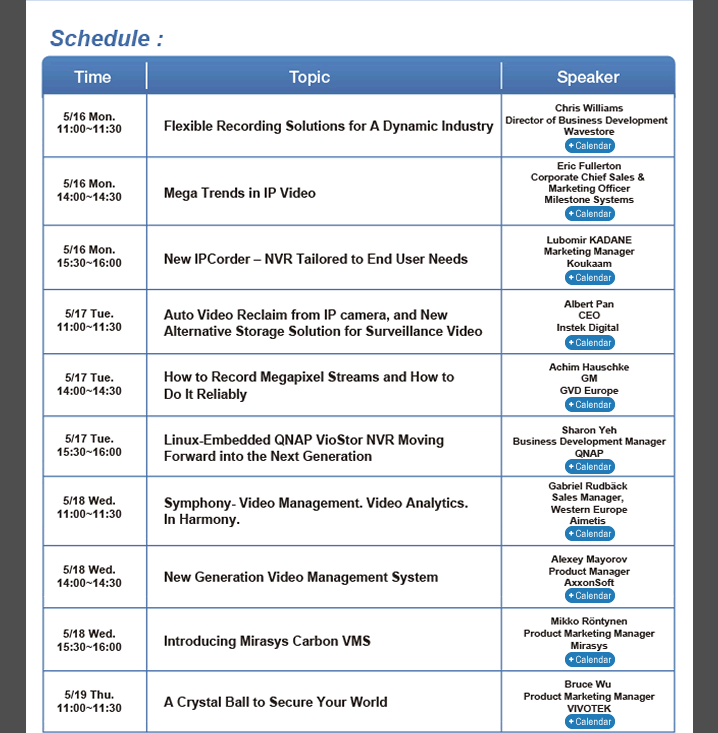 Schedule :
Time Topic Speaker
5/16 Mon.
11:00~11:30
Flexible Recording Solutions for A Dynamic Industry
Chris Williams
Director of Business Development
Wavestore
+ Calendar
5/16 Mon.
14:00~14:30
Mega Trends in IP Video
Eric Fullerton
Corporate Chief Sales &
Marketing Officer
Milestone Systems
+ Calendar
5/16 Mon.
15:30~16:00
New IPCorder – NVR Tailored to End User Needs
Lubomir KADANE
Marketing Manager
Koukaam
+ Calendar
5/17 Tue.
11:00~11:30
Auto Video Reclaim from IP camera, and New
Alternative Storage Solution for Surveillance Video
Albert Pan
CEO
Instek Digital
+ Calendar
5/17 Tue.
14:00~14:30
How to Record Megapixel Streams and How to
Do It Reliably
Achim Hauschke
GM
GVD Europe
+ Calendar
5/17 Tue.
15:30~16:00
Linux-Embedded QNAP VioStor NVR Moving
Forward into the Next Generation
Sharon Yeh
Business Development Manager
QNAP
+ Calendar
5/18 Wed.
11:00~11:30
Symphony- Video Management. Video Analytics.
In Harmony.
Gabriel Rudbäck
Sales Manager,
Western Europe
Aimetis
+ Calendar
5/18 Wed.
14:00~14:30
New Generation Video Management System
Alexey Mayorov
Product Manager
AxxonSoft
+ Calendar
5/18 Wed.
15:30~16:00
Introducing Mirasys Carbon VMS
Mikko Röntynen
Product Marketing Manager
Mirasys
+ Calendar
5/19 Thu.
11:00~11:30
A Crystal Ball to Secure Your World
Bruce Wu
Product Marketing Manager
VIVOTEK
+ Calendar